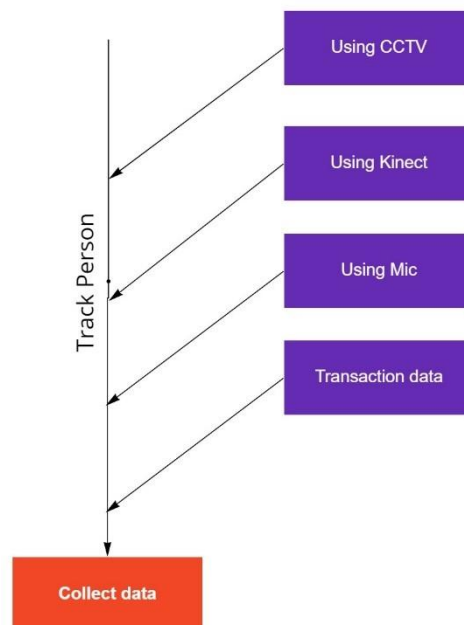 Using CCTV
Using Kinect
Track Person
Using Mic
Transaction data
Collect data